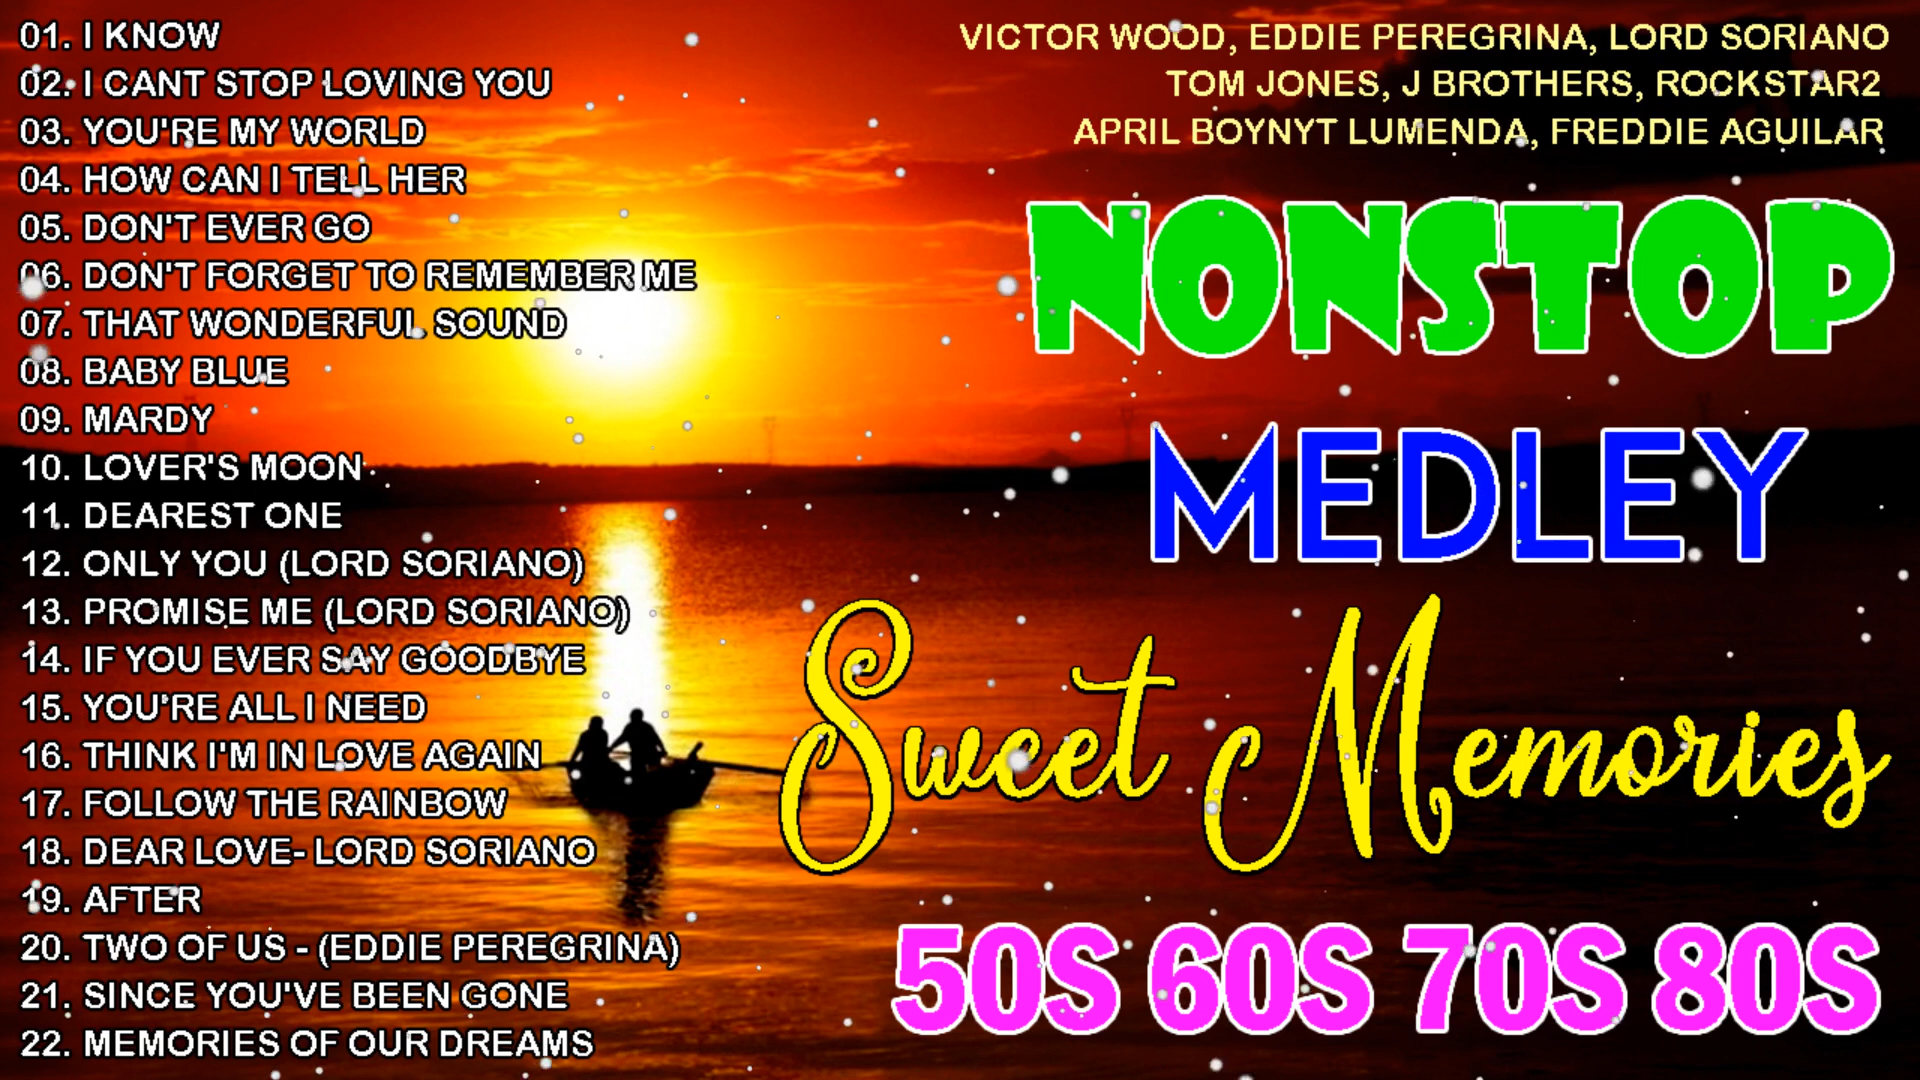 01. I KNOW
02. I CANT STOP LOVING YOU
03. YOU'RE MY WORLD
04. HOW CAN I TELL HER
05. DON'T EVER GO
06. DON'T FORGET TO REMEMBER ME
07. THAT WONDERFUL SOUND
08. BABY BLUE
09. MARDY
10. LOVER'S MOON
11. DEAREST ONE
12. ONLY YOU (LORD SORIANO)
13. PROMISE ME (LORD SORIANO)
14. IF YOU EVER SAY GOODBYE
15. YOU'RE ALL I NEED
16. THINK I'M IN LOVE AGAIN
17. FOLLOW THE RAINBOW
18. DEAR LOVE- LORD SORIANO
19. AFTER
20. TWO OF US - (EDDIE PEREGRINA)
21. SINCE YOU'VE BEEN GONE
22. MEMORIES OF OUR DREAMS
VICTOR WOOD, EDDIE PEREGRINA, LORD SORIANO
TOM JONES, J BROTHERS, ROCKSTAR2
APRIL BOYNYT LUMENDA, FREDDIE AGUILAR
NONSTOP
MEDLEY
Sweet Memories
50S 60S 70S 80S